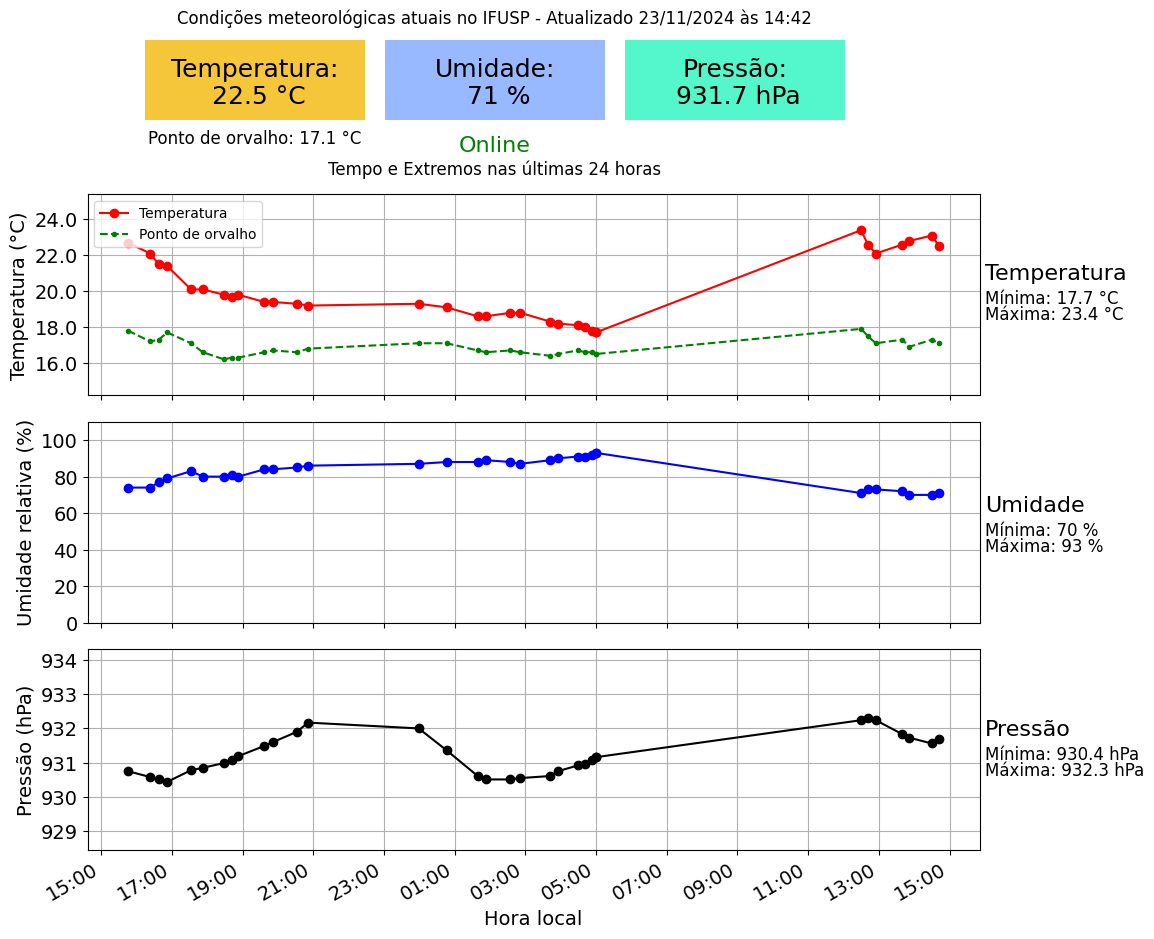 Condições meteorológicas atuais no IFUSP - Atualizado 23/11/2024 às 14:42
Temperatura:
22.5 °C
Umidade:
71 %
Pressão:
931.7 hPa
Ponto de orvalho: 17.1 °C
Online
Tempo e Extremos nas últimas 24 horas
Temperatura (°C)
24.0
22.0
20.0
18.0
16.0
Temperatura
Ponto de orvalho
Temperatura
Mínima: 17.7 °C
Máxima: 23.4 °C
Umidade relativa (%)
100
80
60
40
20
0
Umidade
Mínima: 70 %
Máxima: 93 %
Pressão (hPa)
934
933
932
931
930
929
Pressão
Mínima: 930.4 hPa
Máxima: 932.3 hPa
15:00 17:00 19:00 21:00 23:00 01:00 03:00 05:00 07:00 09:00 11:00 13:00 15:00
Hora local